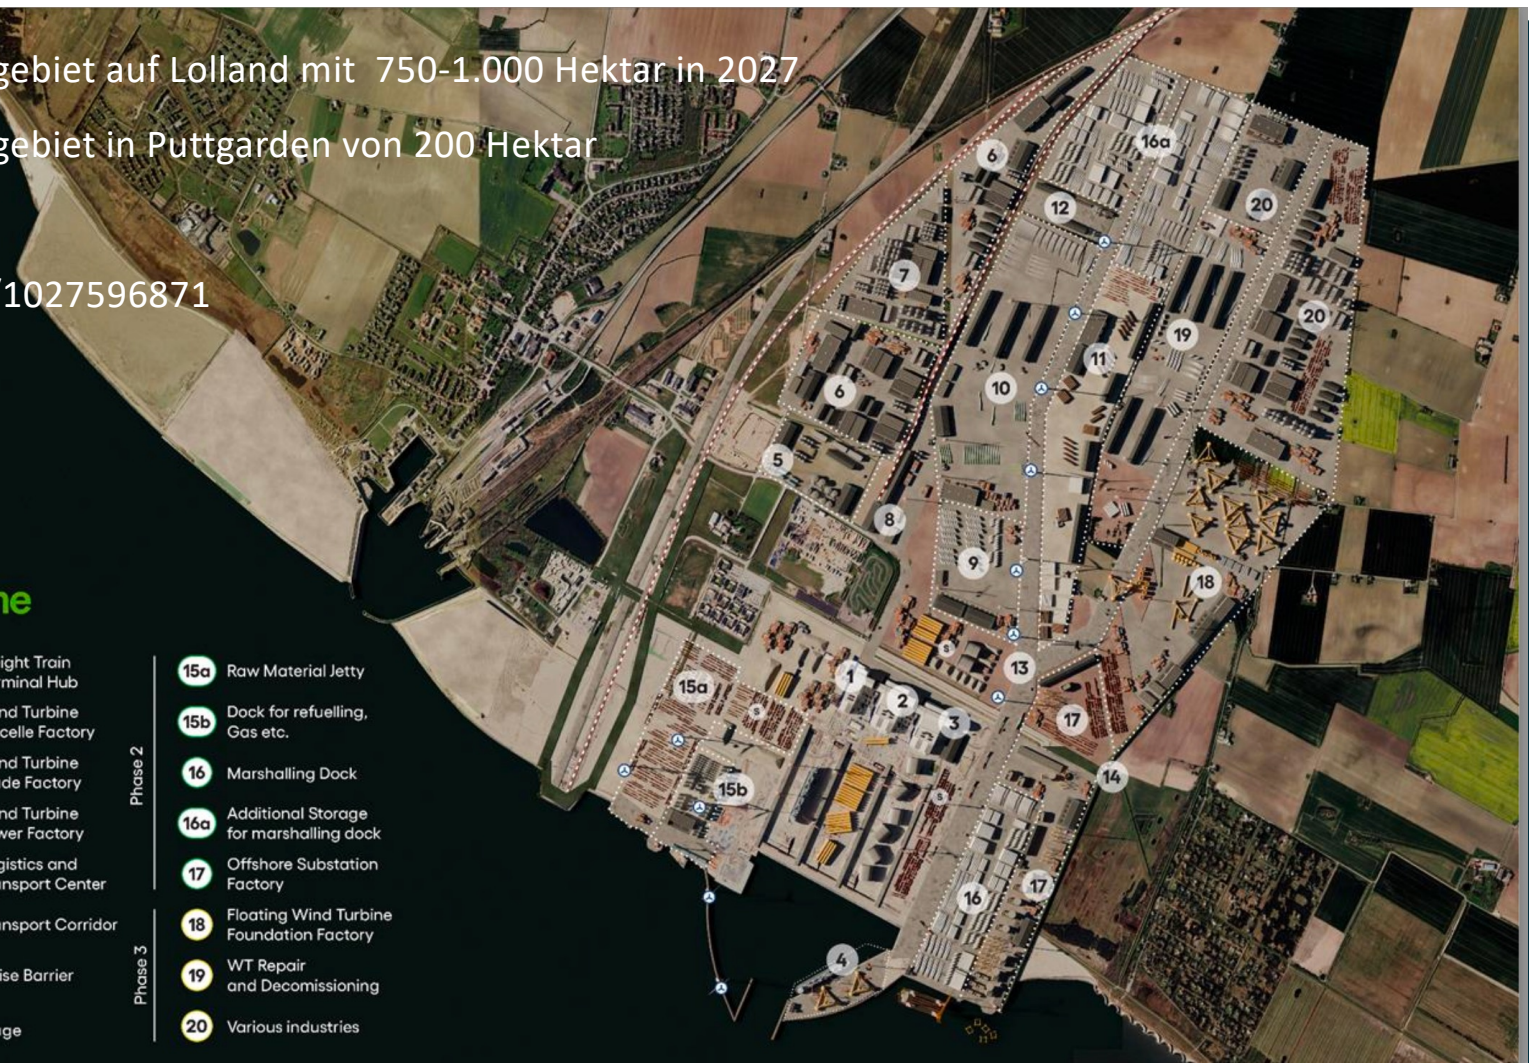 gebiet auf Lolland mit 750-1.000 Hektar in 2027
gebiet in Puttgarden von 200 Hektar
/1027596871
ne
ight Train
rminal Hub
nd Turbine
celle Factory
nd Turbine
ade Factory
nd Turbine
wer Factory
gistics and
ansport Center
ansport Corridor
ise Barrier
age
Phase 2
15a Raw Material Jetty
15b Dock for refuelling,
Gas etc.
16 Marshalling Dock
16a Additional Storage
for marshalling dock
17 Offshore Substation
Factory
Phase 3
18 Floating Wind Turbine
Foundation Factory
19 WT Repair
and Decomissioning
20 Various industries
6
16a
12
20
7
20
19
11
10
6
5
8
9
18
S
13
1
15a
2
S
3
17
14
15b
S
17
16
4